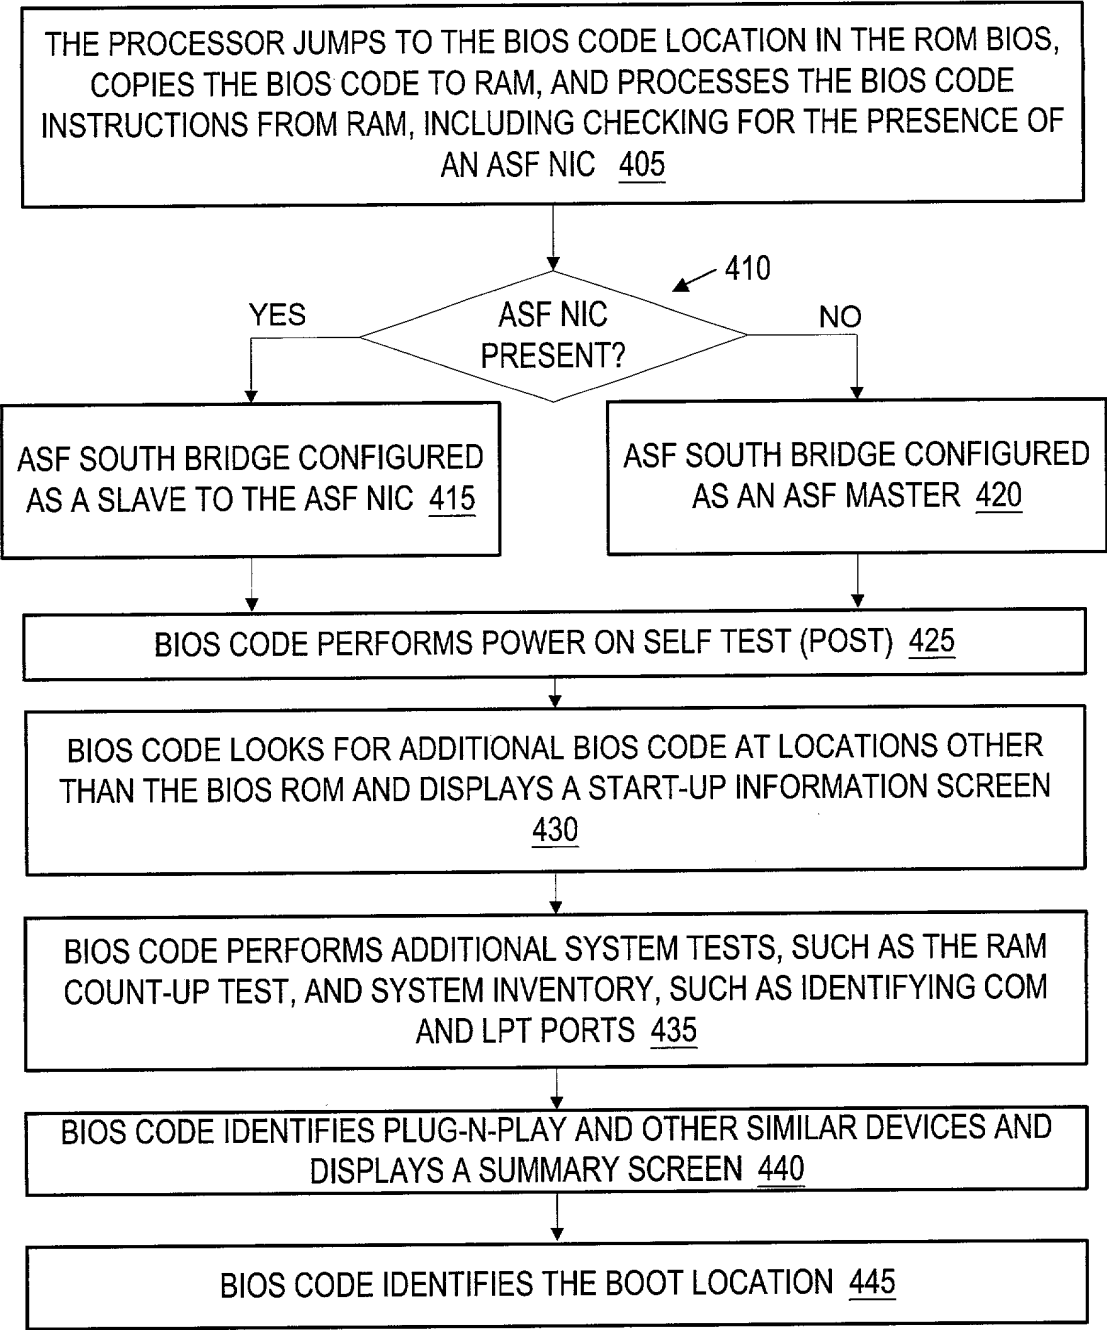 THE PROCESSOR JUMPS TO THE BIOS CODE LOCATION IN THE ROM BIOS,
COPIES THE BIOS CODE TO RAM, AND PROCESSES THE BIOS CODE
INSTRUCTIONS FROM RAM, INCLUDING CHECKING FOR THE PRESENCE OF
AN ASF NIC 405
410
YES
ASF NIC
PRESENT?
NO
ASF SOUTH BRIDGE CONFIGURED
AS A SLAVE TO THE ASF NIC 415
ASF SOUTH BRIDGE CONFIGURED
AS AN ASF MASTER 420
BIOS CODE PERFORMS POWER ON SELF TEST (POST) 425
BIOS CODE LOOKS FOR ADDITIONAL BIOS CODE AT LOCATIONS OTHER
THAN THE BIOS ROM AND DISPLAYS A START-UP INFORMATION SCREEN
430
BIOS CODE PERFORMS ADDITIONAL SYSTEM TESTS, SUCH AS THE RAM
COUNT-UP TEST, AND SYSTEM INVENTORY, SUCH AS IDENTIFYING COM
AND LPT PORTS 435
BIOS CODE IDENTIFIES PLUG-N-PLAY AND OTHER SIMILAR DEVICES AND
DISPLAYS A SUMMARY SCREEN 440
BIOS CODE IDENTIFIES THE BOOT LOCATION 445